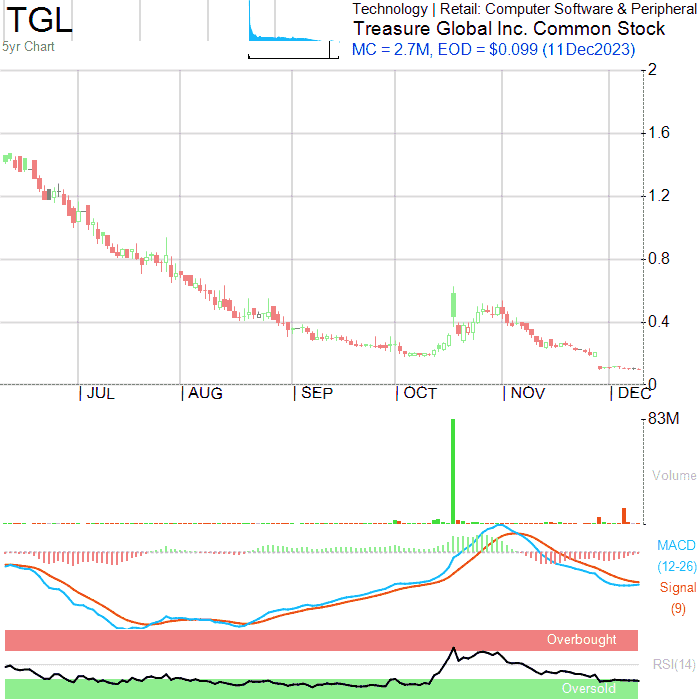 TGL
5yr Chart
Technology | Retail: Computer Software & Peripheral
Treasure Global Inc. Common Stock
MC = 2.7M, EOD = $0.099 (11Dec2023)
2
1.6
1.2
0.8
0.4
0
JUL AUG SEP OCT NOV DEC
83M
Volume
MACD
(12-26)
Signal
(9)
Overbought
RSI(14)
Oversold